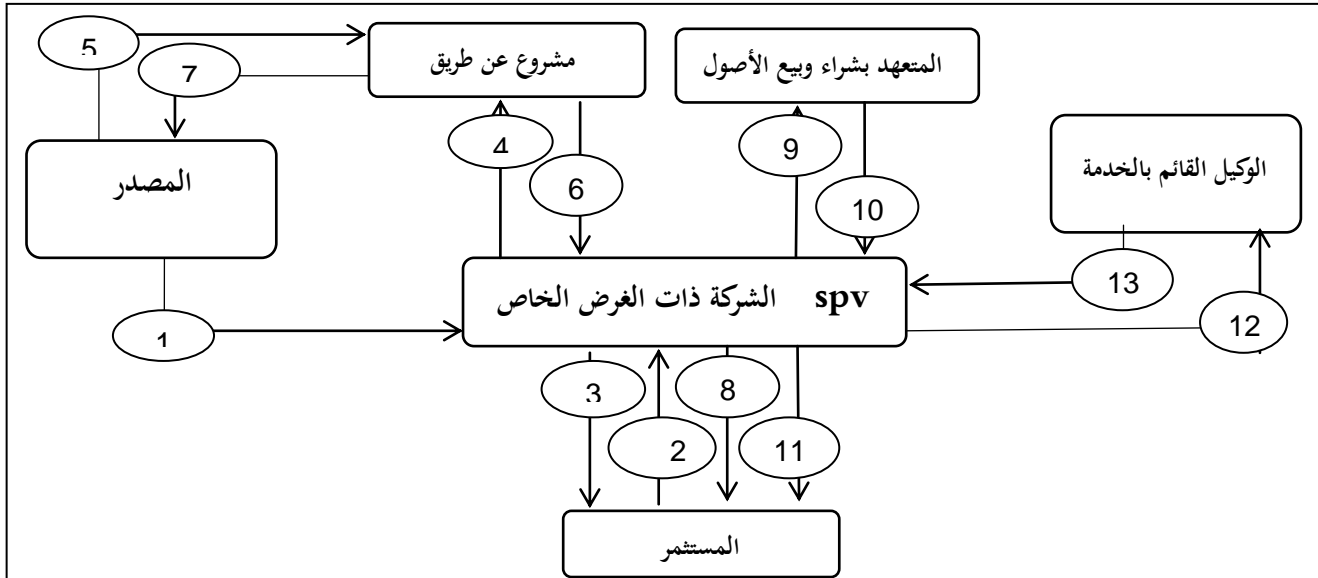 5
مشروع عن طريق
المتعهد بشراء وبيع الأصول
7
4
9
الوكيل القائم بالخدمة
المصدر
6
10
13
spv الشركة ذات الغرض الخاص
12
1
3
8
2
11
المستثمر